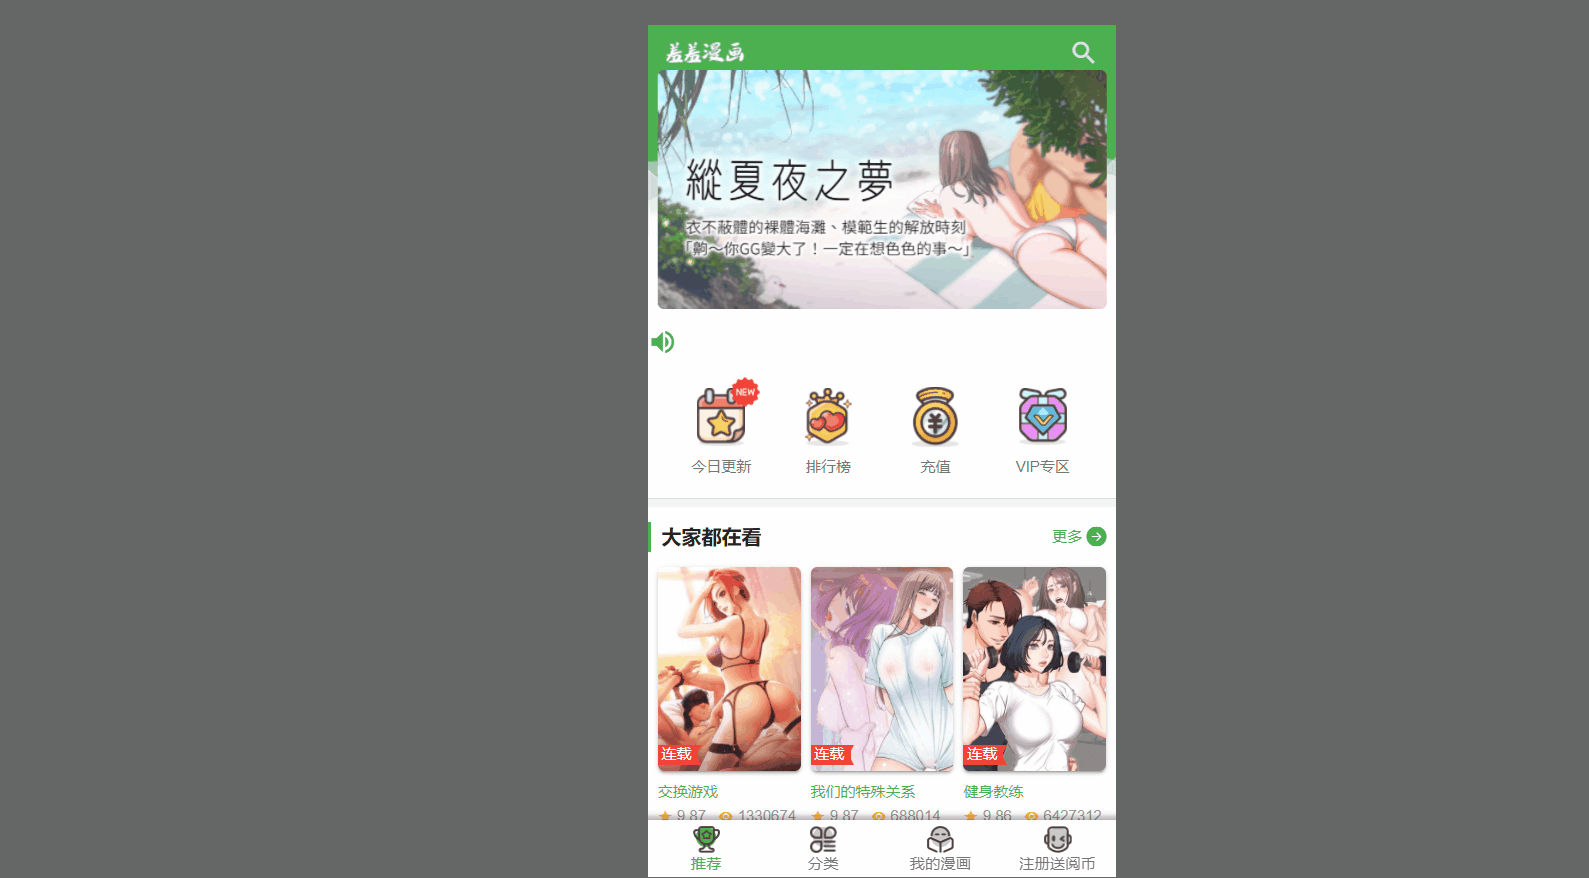 羞羞漫画
縱夏夜之夢
衣不蔽體的裸體海灘、模範生的解放時刻
「齁～你GG變大了！一定在想色色的事～」
NEW
今日更新 排行榜 充值 VIP专区
大家都在看 更多
连载 连载 连载
交换游戏 我们的特殊关系 健身教练
9.87 1330674 9.87 688014 9.86 6427312
推荐 分类 我的漫画 注册送阅币